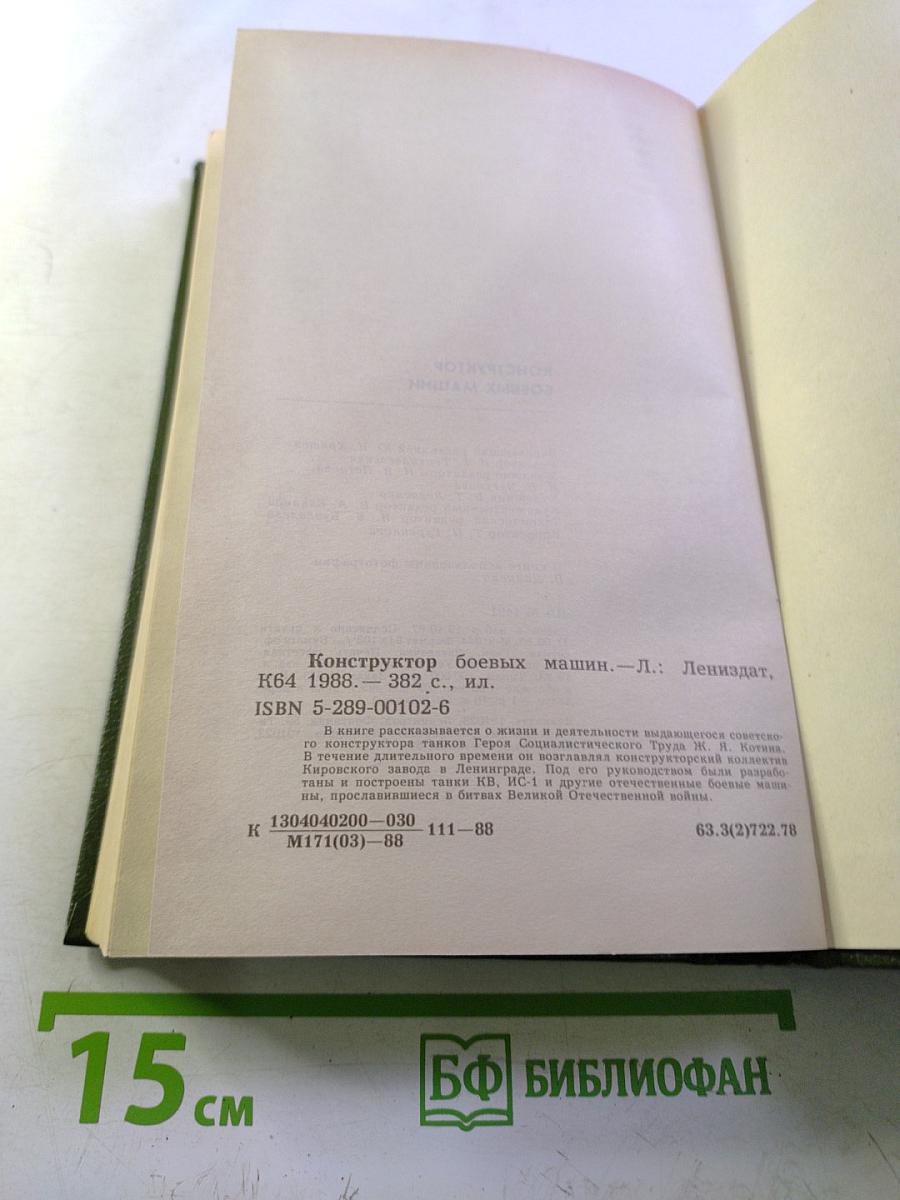 Конструктор боевых машин.—Л.: Лениздат,
К64 1988.— 382 с., ил.
ISBN 5-289-00102-6
В книге рассказывается о жизни и деятельности выдающегося советско-
го конструктора танков Героя Социалистического Труда Ж. Я. Котина.
В течение длительного времени он возглавлял конструкторский коллектив
Кировского завода в Ленинграде. Под его руководством были разрабо-
таны и построены танки КВ, ИС-1 и другие отечественные боевые маши-
ны, прославившиеся в битвах Великой Отечественной войны.
К 1304040200—030 111—88 63.3(2)722.78
М171(03)—88
15 см
БФ БИБЛИОФАН